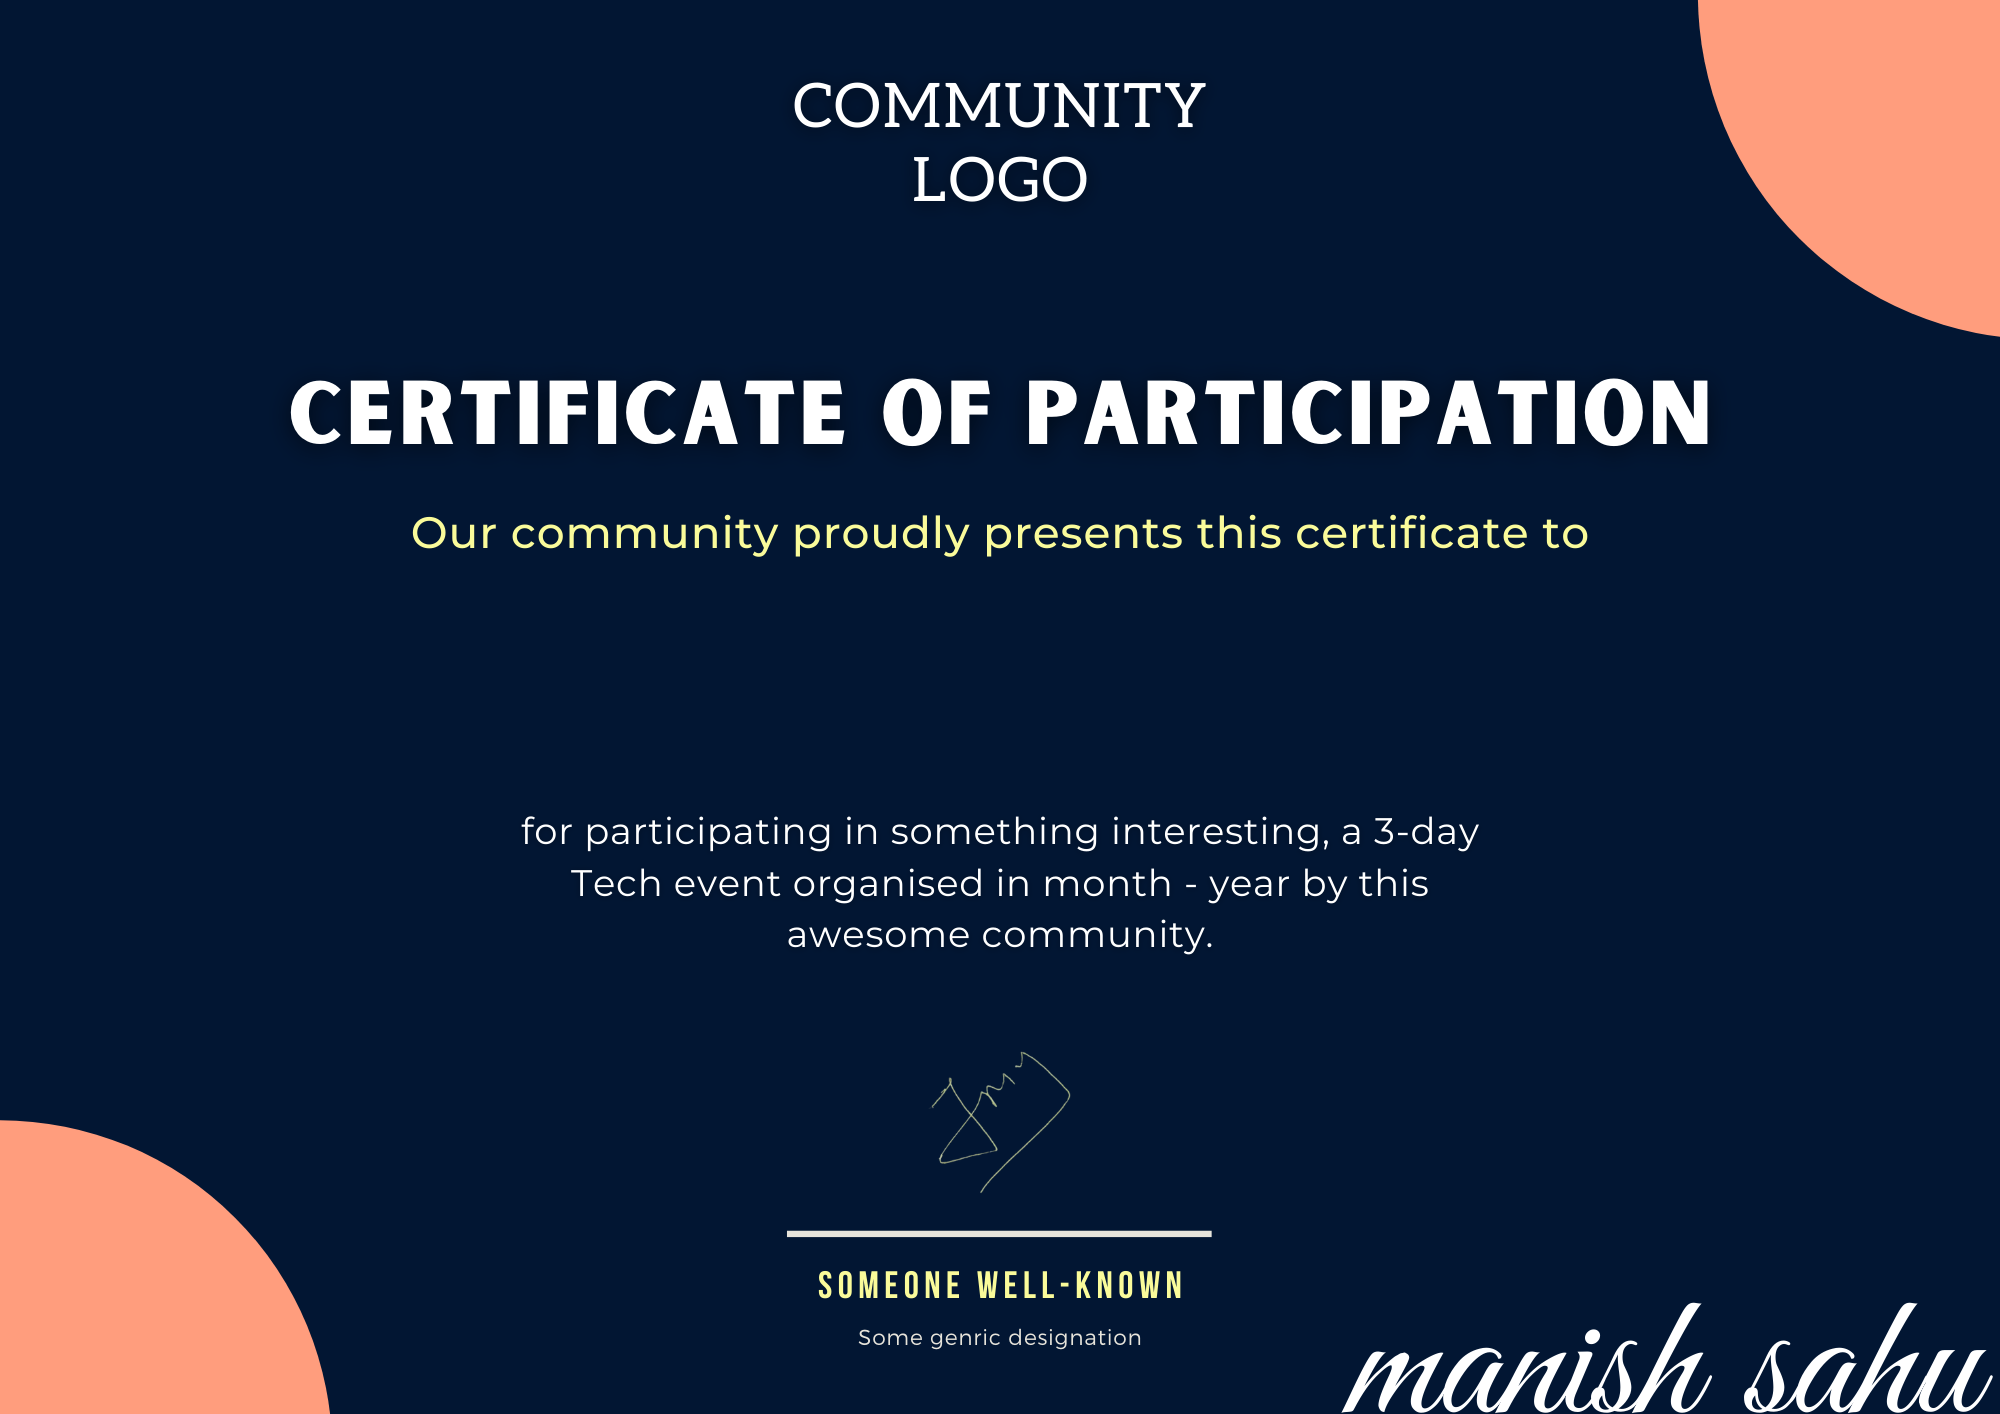 COMMUNITY
LOGO
CERTIFICATE OF PARTICIPATION
Our community proudly presents this certificate to
for participating in something interesting, a 3-day
Tech event organised in month - year by this
awesome community.
SOMEONE WELL-KNOWN
Some genric designation
manish sahu